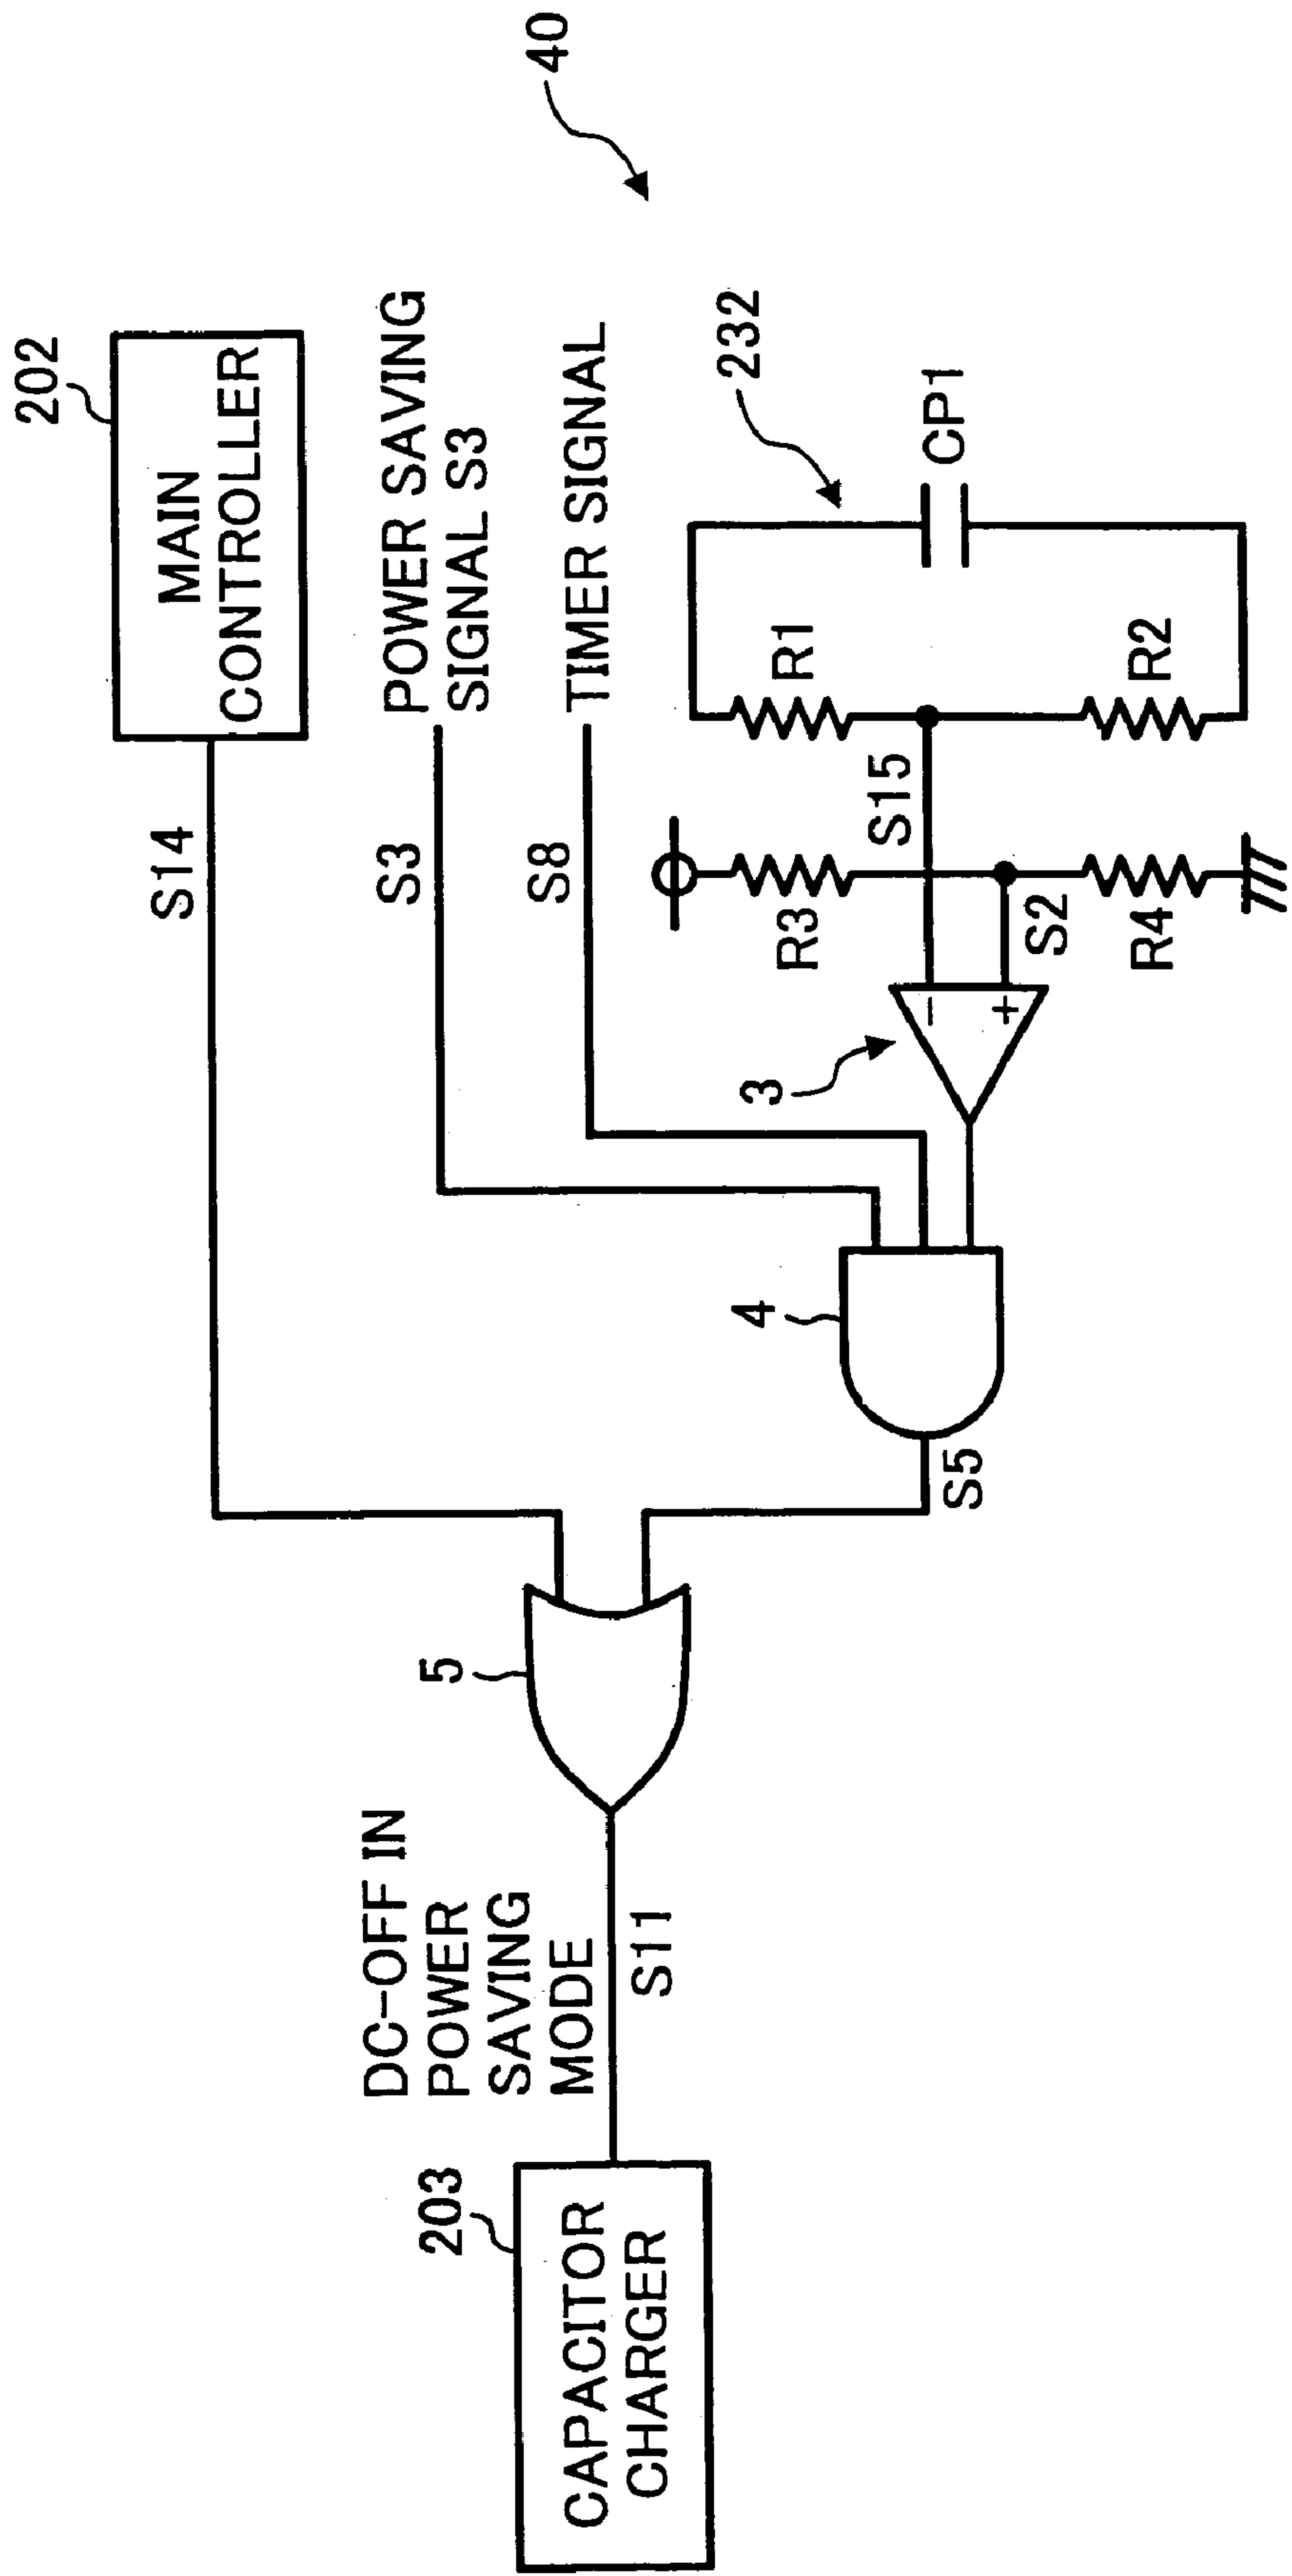 40
202
MAIN
CONTROLLER
S14
POWER SAVING
SIGNAL S3
S3
TIMER SIGNAL
S8
232
CP1
R1
R2
S15
R3
S2
R4
3
−
+
4
S5
5
DC-OFF IN
POWER
SAVING
MODE
S11
203
CAPACITOR
CHARGER